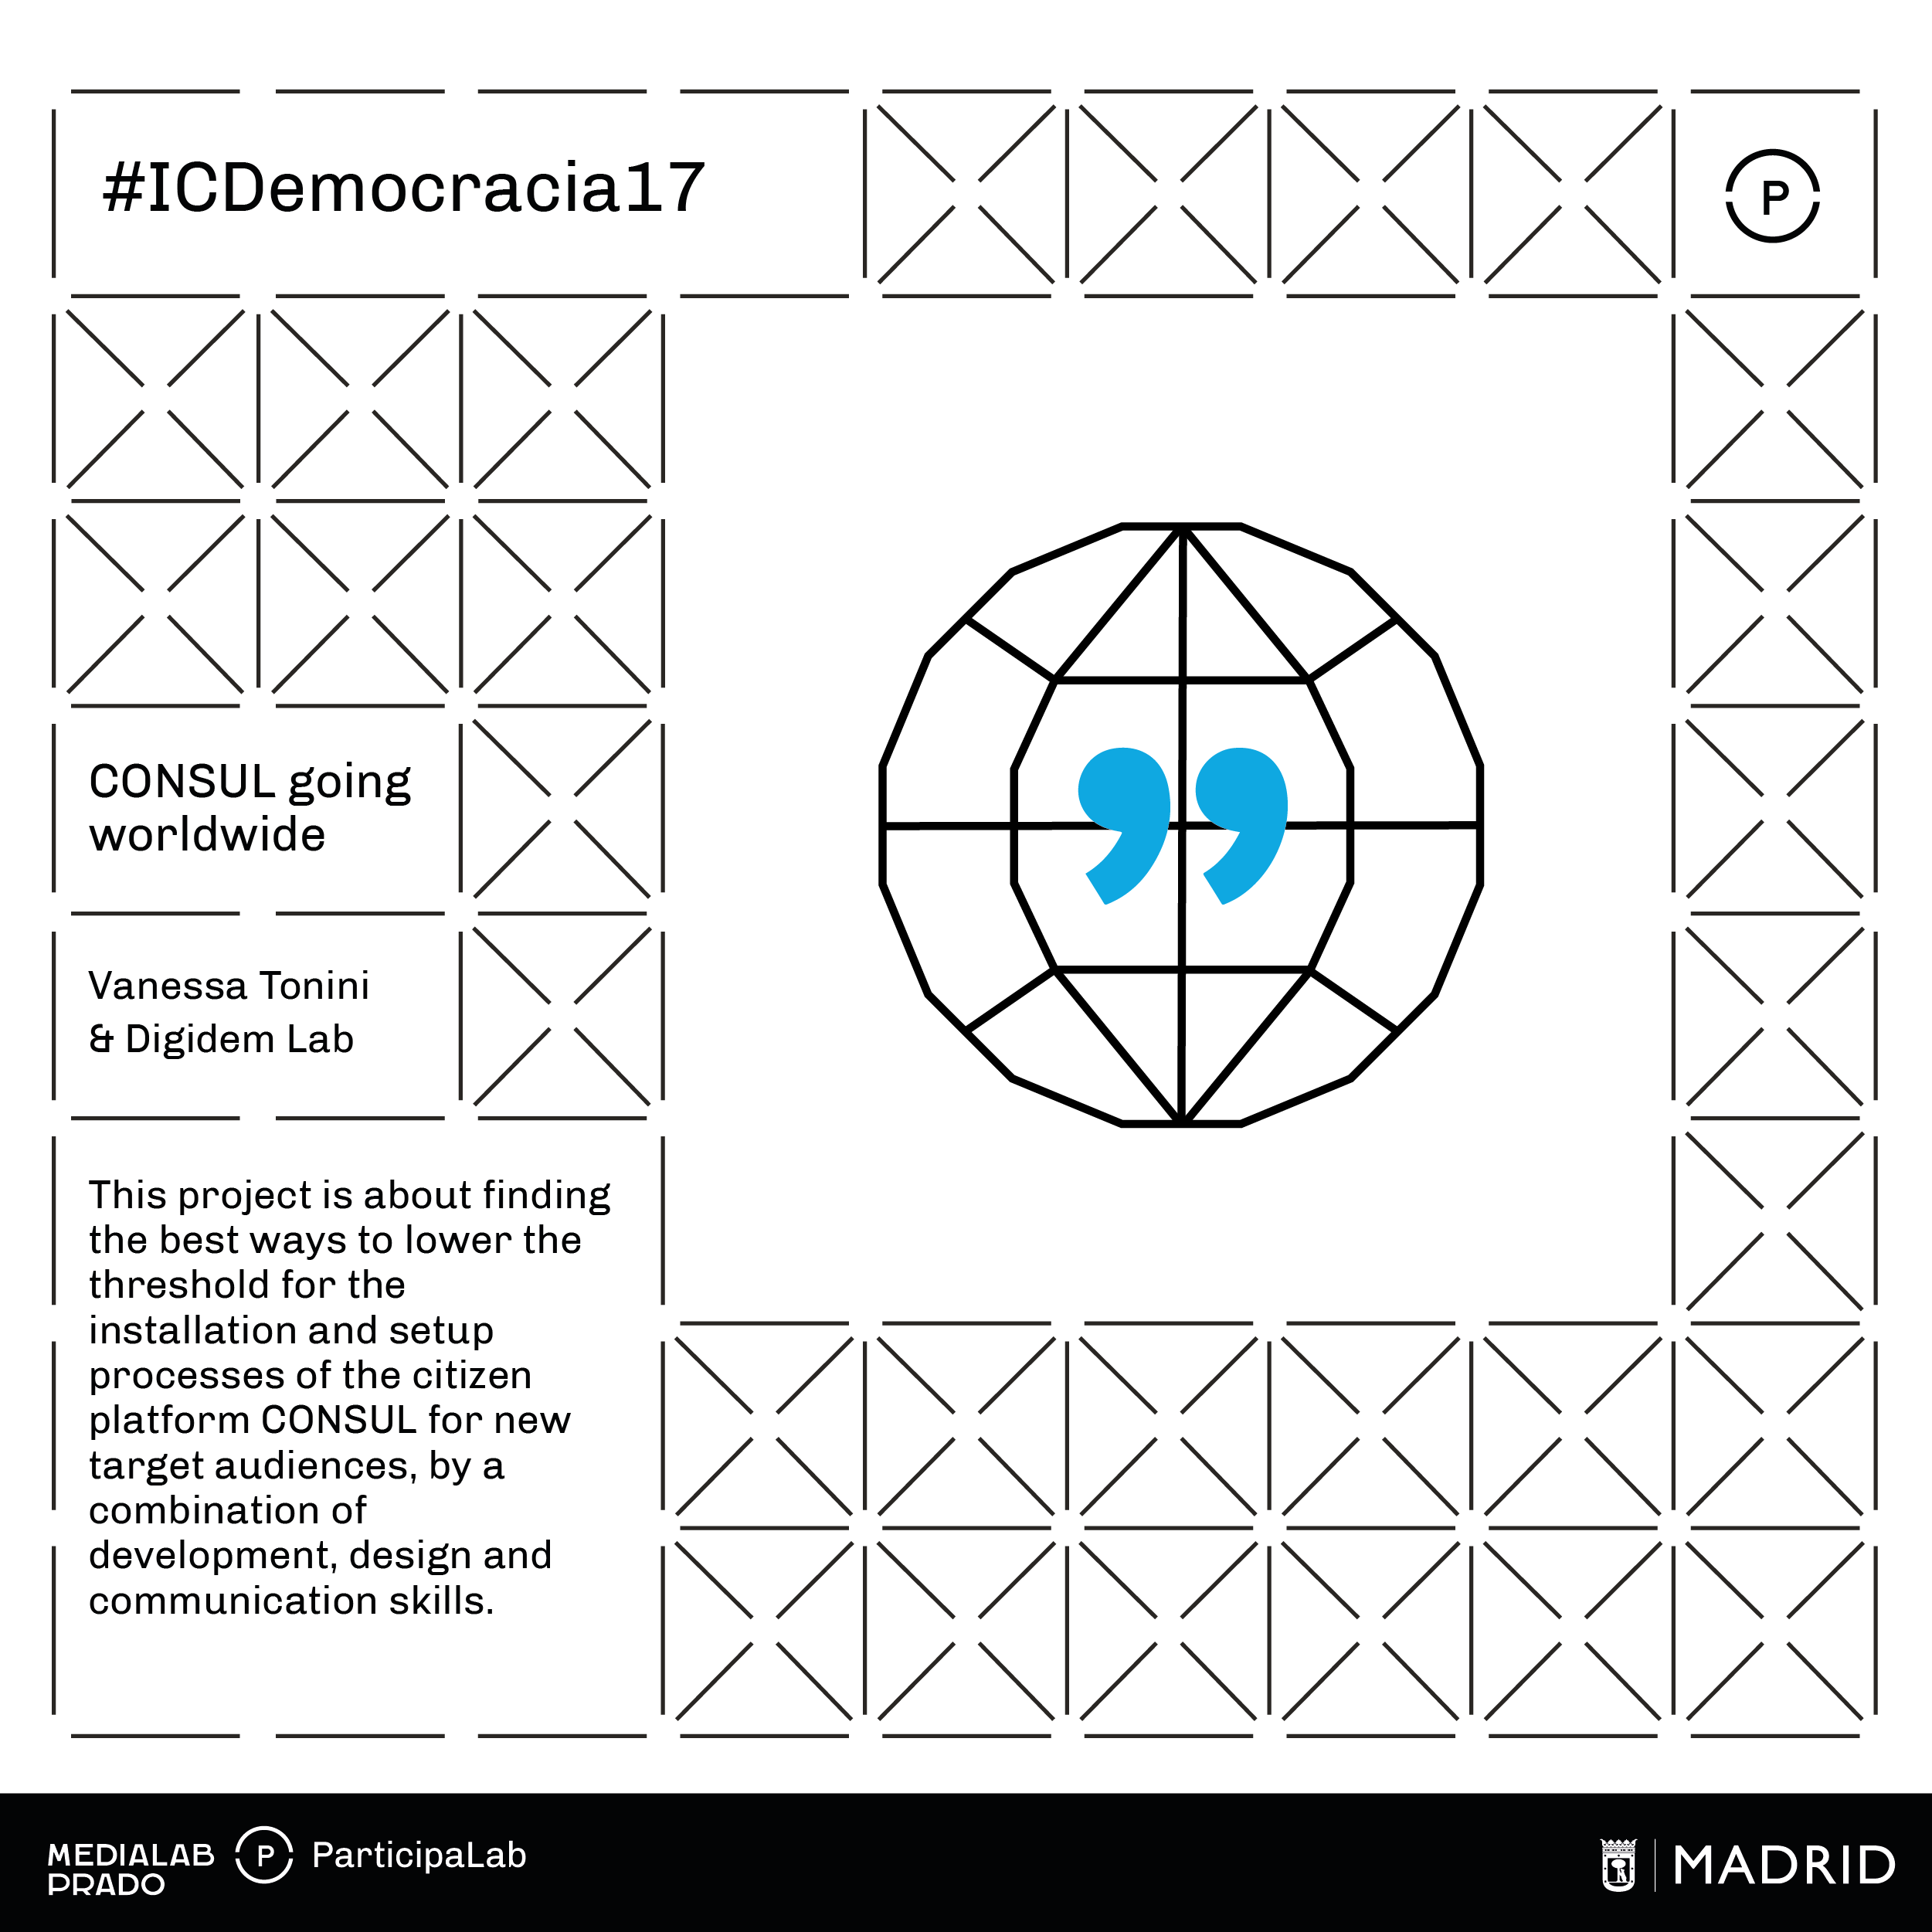 #ICDemocracia17
P
CONSUL going
worldwide
Vanessa Tonini
& Digidem Lab
This project is about finding
the best ways to lower the
threshold for the
installation and setup
processes of the citizen
platform CONSUL for new
target audiences, by a
combination of
development, design and
communication skills.
MEDIALAB
PRADO
P
ParticipaLab
MADRID